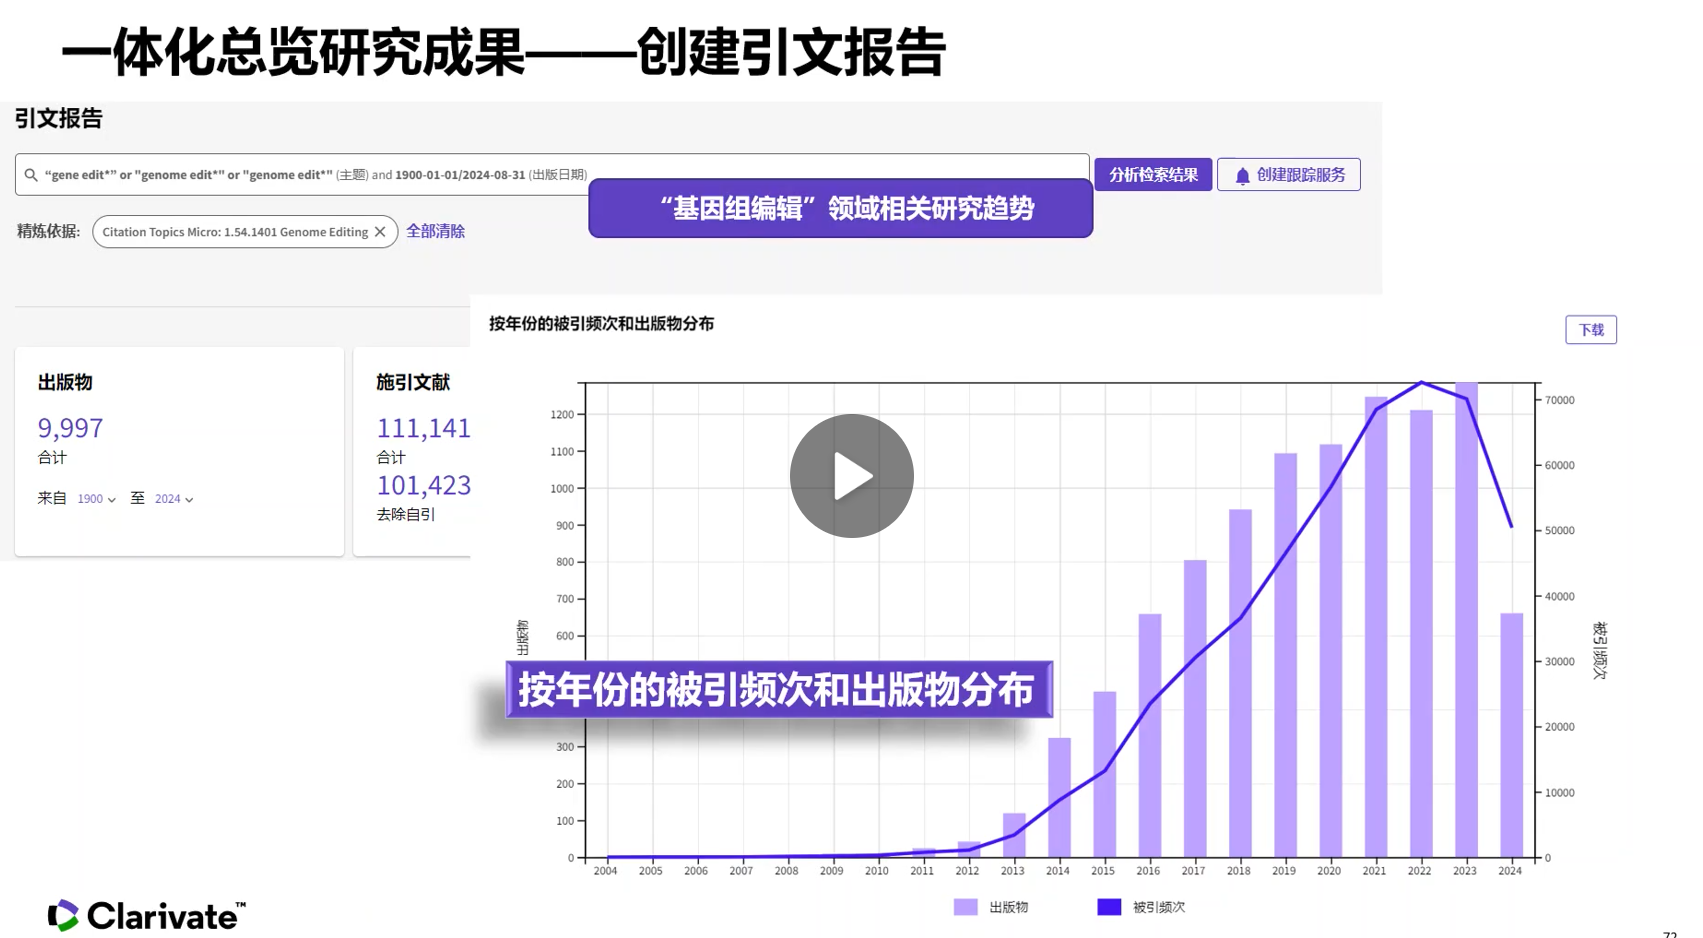 一体化总览研究成果——创建引文报告
引文报告
“gene edit*” or "genome edit*" or "genome edit*" (主题) and 1900-01-01/2024-08-31 (出版日期)
分析检索结果
创建跟踪服务
“基因组编辑”领域相关研究趋势
精炼依据:
Citation Topics Micro: 1.54.1401 Genome Editing
全部清除
按年份的被引频次和出版物分布
下载
出版物
9,997
合计
来自 1900 至 2024
施引文献
111,141
合计
101,423
去除自引
1200
1100
1000
900
800
700
600
300
200
100
0
出版物
70000
60000
50000
40000
30000
20000
10000
0
被引频次
按年份的被引频次和出版物分布
2004 2005 2006 2007 2008 2009 2010 2011 2012 2013 2014 2015 2016 2017 2018 2019 2020 2021 2022 2023 2024
出版物
被引频次
Clarivate™
72